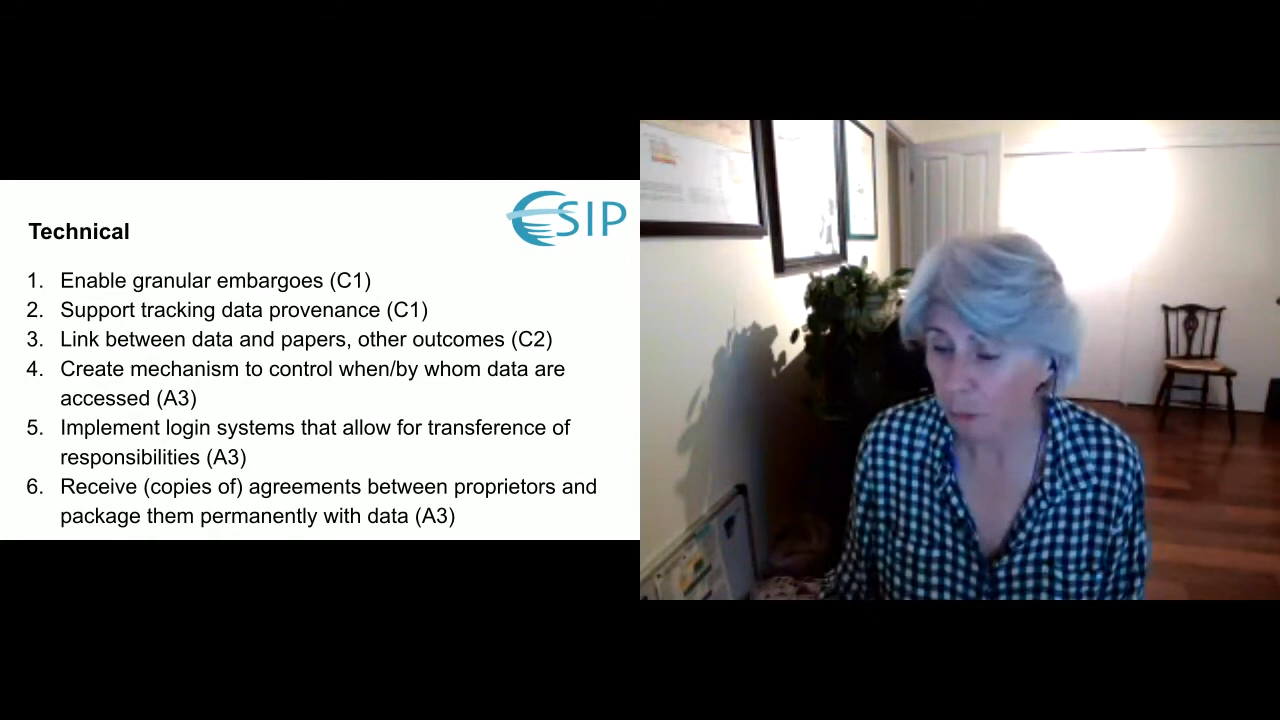 ESIP
Technical
1. Enable granular embargoes (C1)
2. Support tracking data provenance (C1)
3. Link between data and papers, other outcomes (C2)
4. Create mechanism to control when/by whom data are
accessed (A3)
5. Implement login systems that allow for transference of
responsibilities (A3)
6. Receive (copies of) agreements between proprietors and
package them permanently with data (A3)